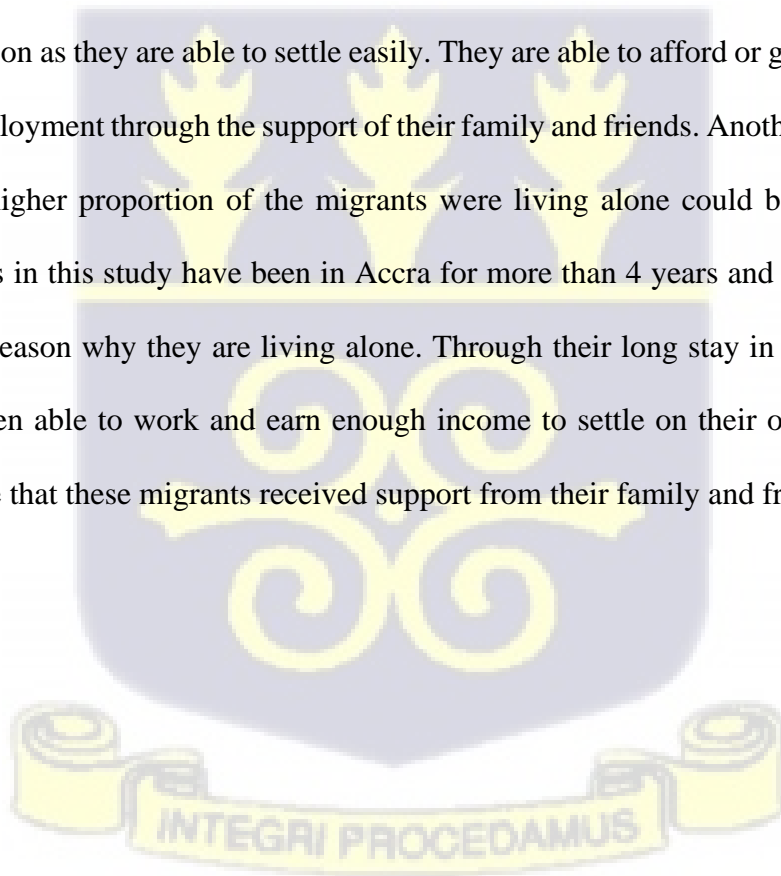 on as they are able to settle easily. They are able to afford or g
loyment through the support of their family and friends. Anoth
igher proportion of the migrants were living alone could b
s in this study have been in Accra for more than 4 years and
eason why they are living alone. Through their long stay in
en able to work and earn enough income to settle on their o
e that these migrants received support from their family and fr
INTEGRI PROCEDAMUS